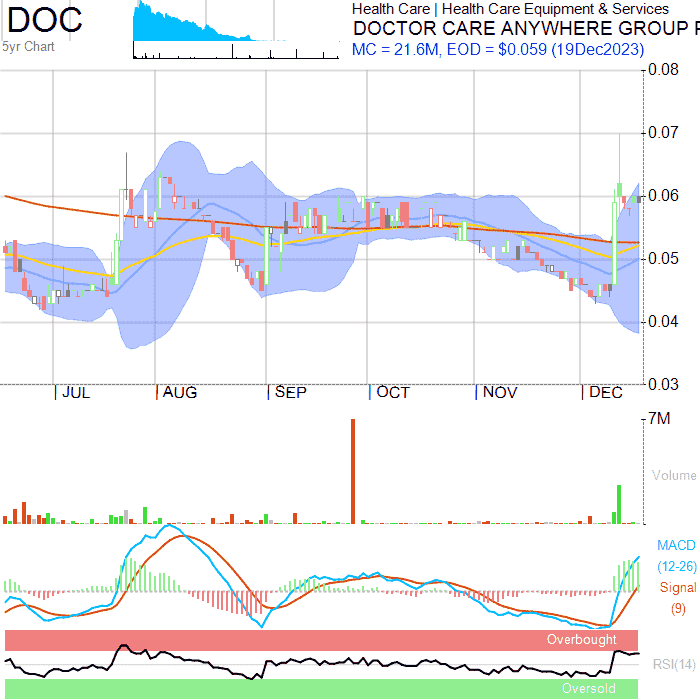 DOC
5yr Chart
Health Care | Health Care Equipment & Services
DOCTOR CARE ANYWHERE GROUP
MC = 21.6M, EOD = $0.059 (19Dec2023)
0.08
0.07
0.06
0.05
0.04
0.03
JUL AUG SEP OCT NOV DEC
7M
Volume
MACD
(12-26)
Signal
(9)
Overbought
RSI(14)
Oversold